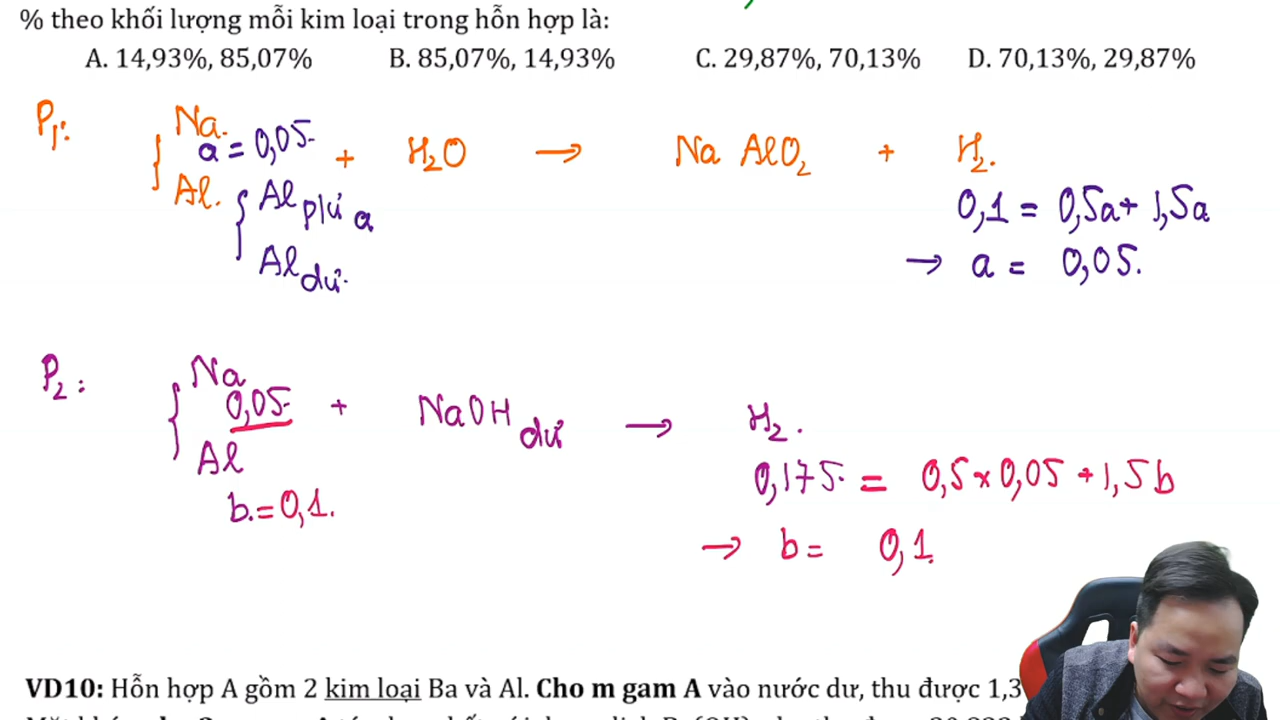 % theo khối lượng mỗi kim loại trong hỗn hợp là:
A. 14,93%, 85,07% B. 85,07%, 14,93% C. 29,87%, 70,13% D. 70,13%, 29,87%
P₁: Na.
a = 0,05. + H₂O → NaAlO₂ + H₂.
Al. Al pứ a 0,1 = 0,5a + 1,5a
Al dư. → a = 0,05.
P₂: Na
0,05. + NaOH dư → H₂.
Al 0,175. = 0,5 x 0,05 + 1,5b
b. = 0,1. → b = 0,1.
VD10: Hỗn hợp A gồm 2 kim loại Ba và Al. Cho m gam A vào nước dư, thu được 1,3